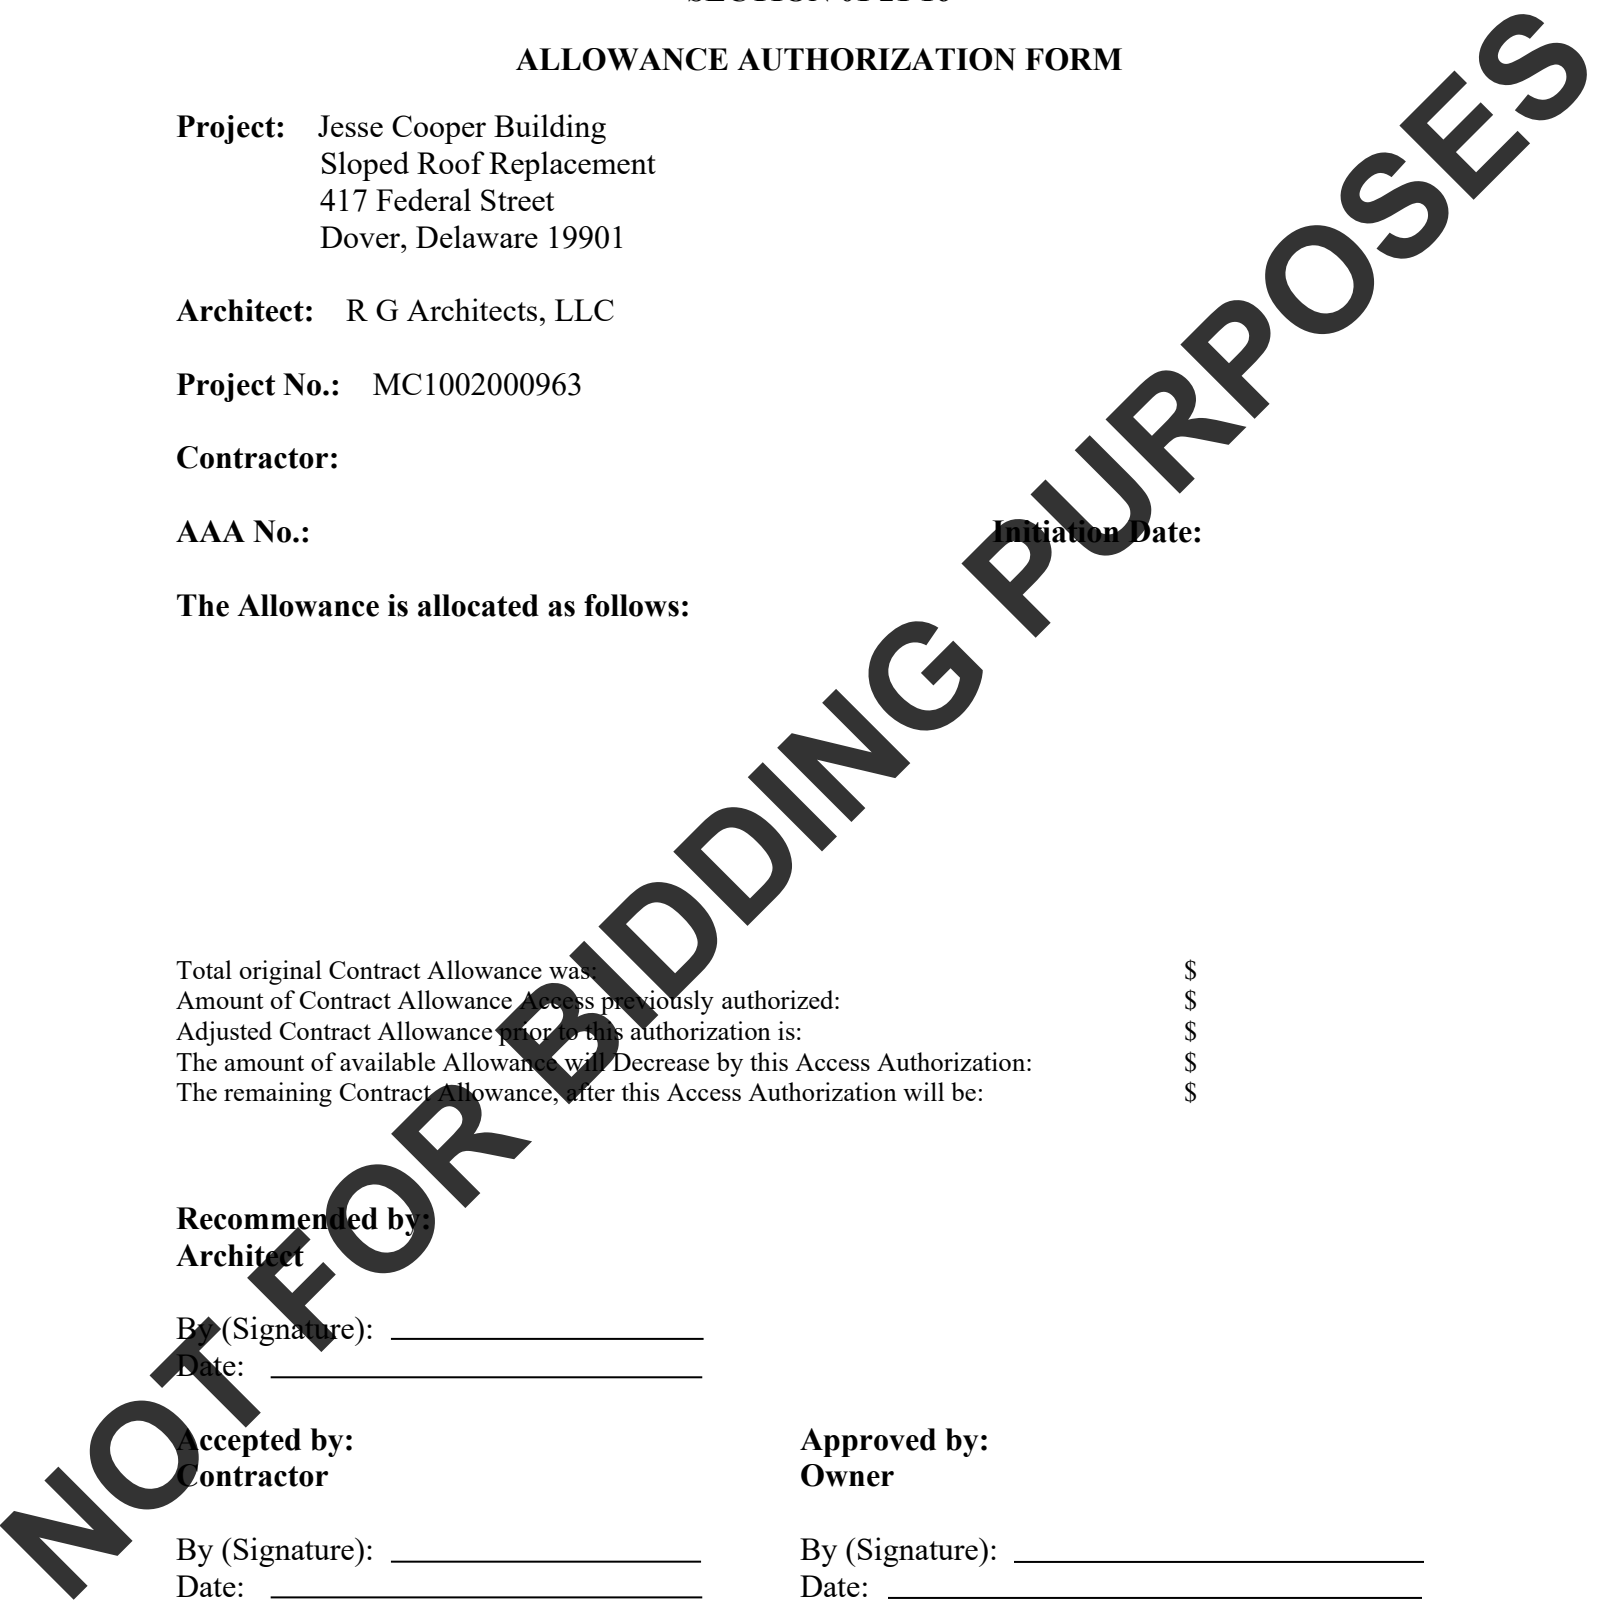 ALLOWANCE AUTHORIZATION FORM
Project: Jesse Cooper Building
Sloped Roof Replacement
417 Federal Street
Dover, Delaware 19901
Architect: R G Architects, LLC
Project No.: MC1002000963
Contractor:
AAA No.: Initiation Date:
The Allowance is allocated as follows:
Total original Contract Allowance was: $
Amount of Contract Allowance Access previously authorized: $
Adjusted Contract Allowance prior to this authorization is: $
The amount of available Allowance will Decrease by this Access Authorization: $
The remaining Contract Allowance, after this Access Authorization will be: $
Recommended by:
Architect
By (Signature):
Date:
Accepted by: Approved by:
Contractor Owner
By (Signature): By (Signature):
Date: Date:
NOT FOR BIDDING PURPOSES